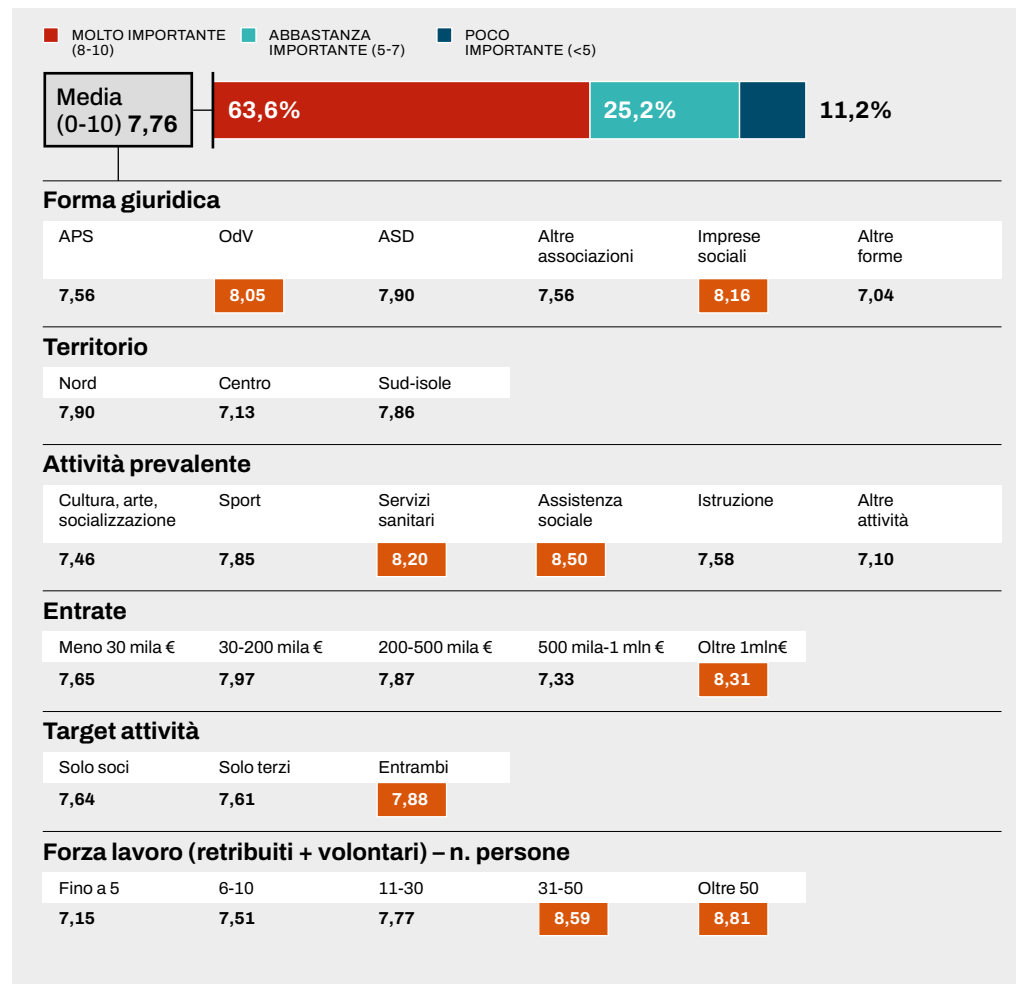 MOLTO IMPORTANTE
(8-10)
ABBASTANZA
IMPORTANTE (5-7)
POCO
IMPORTANTE (<5)
Media
(0-10) 7,76
63,6%
25,2%
11,2%
Forma giuridica
APS
OdV
ASD
Altre
associazioni
Imprese
sociali
Altre
forme
7,56
8,05
7,90
7,56
8,16
7,04
Territorio
Nord
Centro
Sud-isole
7,90
7,13
7,86
Attività prevalente
Cultura, arte,
socializzazione
Sport
Servizi
sanitari
Assistenza
sociale
Istruzione
Altre
attività
7,46
7,85
8,20
8,50
7,58
7,10
Entrate
Meno 30 mila €
30-200 mila €
200-500 mila €
500 mila-1 mln €
Oltre 1mln€
7,65
7,97
7,87
7,33
8,31
Target attività
Solo soci
Solo terzi
Entrambi
7,64
7,61
7,88
Forza lavoro (retribuiti + volontari) – n. persone
Fino a 5
6-10
11-30
31-50
Oltre 50
7,15
7,51
7,77
8,59
8,81